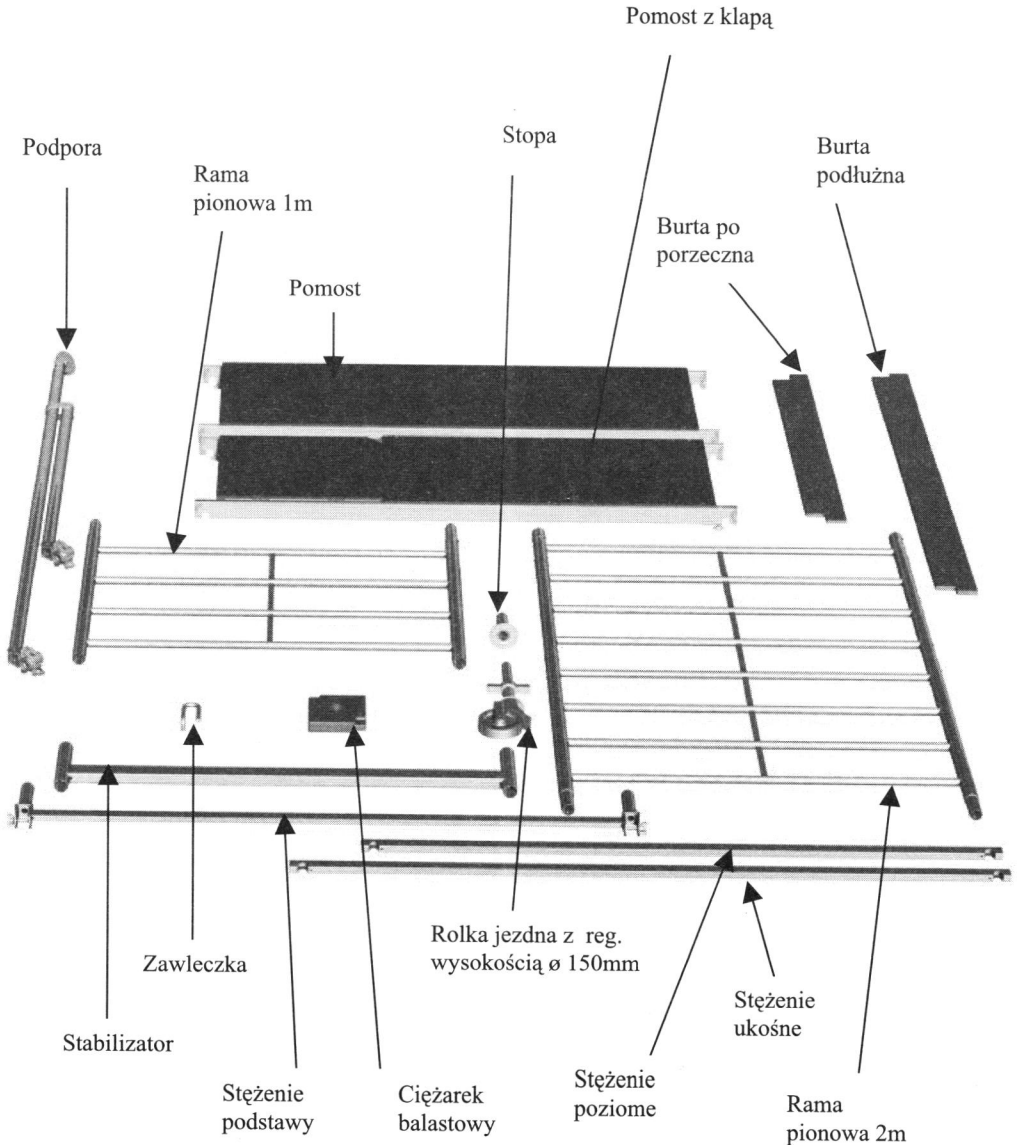 Pomost z klapą
Stopa
Burta
podłużna
Podpora
Rama
pionowa 1m
Burta po
porzeczna
Pomost
Rolka jezdna z reg.
wysokością ø 150mm
Zawleczka
Stężenie
ukośne
Stabilizator
Stężenie
podstawy
Ciężarek
balastowy
Stężenie
poziome
Rama
pionowa 2m